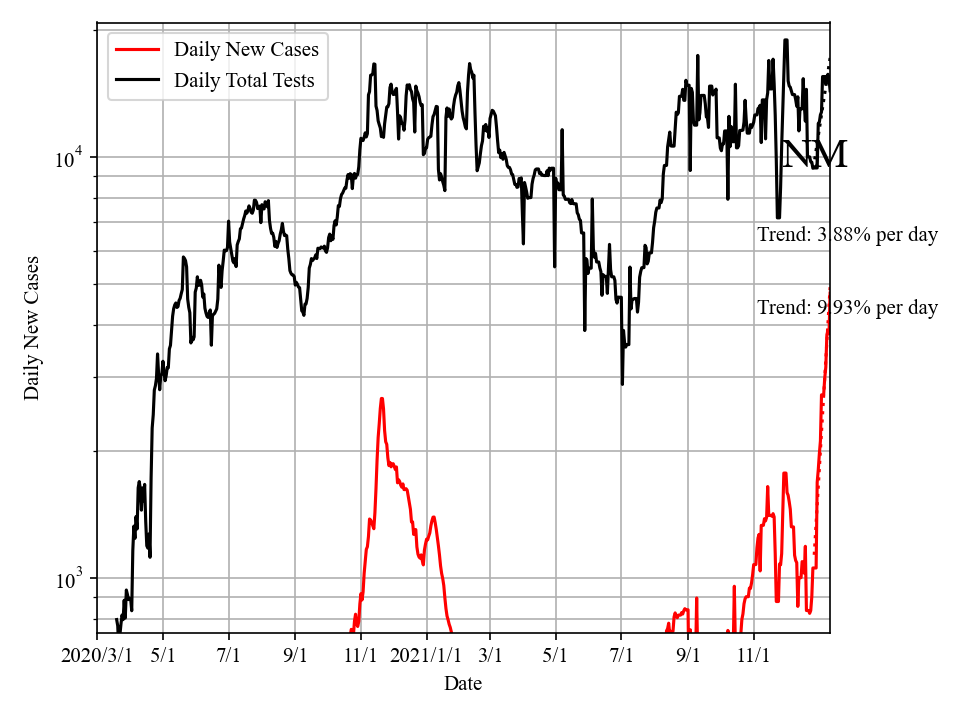 Daily New Cases
Daily Total Tests
10^4
NM
Trend: 3.88% per day
Daily New Cases
Trend: 9.93% per day
10^3
2020/3/1 5/1 7/1 9/1 11/1 2021/1/1 3/1 5/1 7/1 9/1 11/1
Date